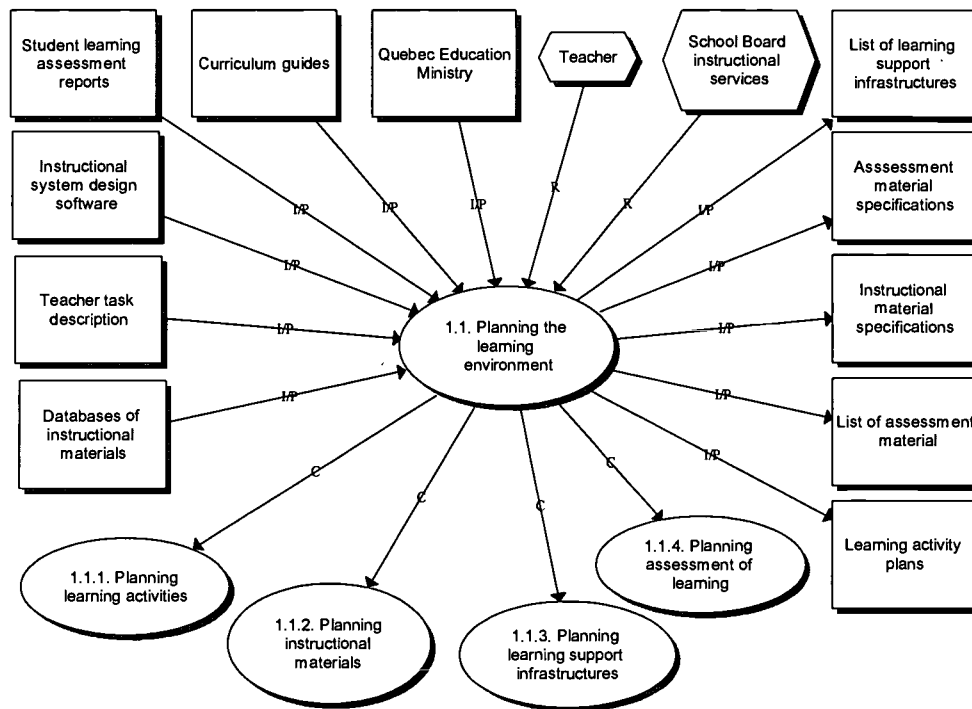 Student learning
assessment
reports
Curriculum guides
Quebec Education
Ministry
Teacher
School Board
instructional
services
List of learning
support
infrastructures
Instructional
system design
software
Asssessment
material
specifications
I/P
I/P
I/P
R
R
I/P
I/P
I/P
Teacher task
description
I/P
1.1. Planning the
learning
environment
I/P
Instructional
material
specifications
Databases of
instructional
materials
I/P
I/P
List of assessment
material
C
C
C
C
I/P
Learning activity
plans
1.1.1. Planning
learning activities
1.1.2. Planning
instructional
materials
1.1.3. Planning
learning support
infrastructures
1.1.4. Planning
assessment of
learning